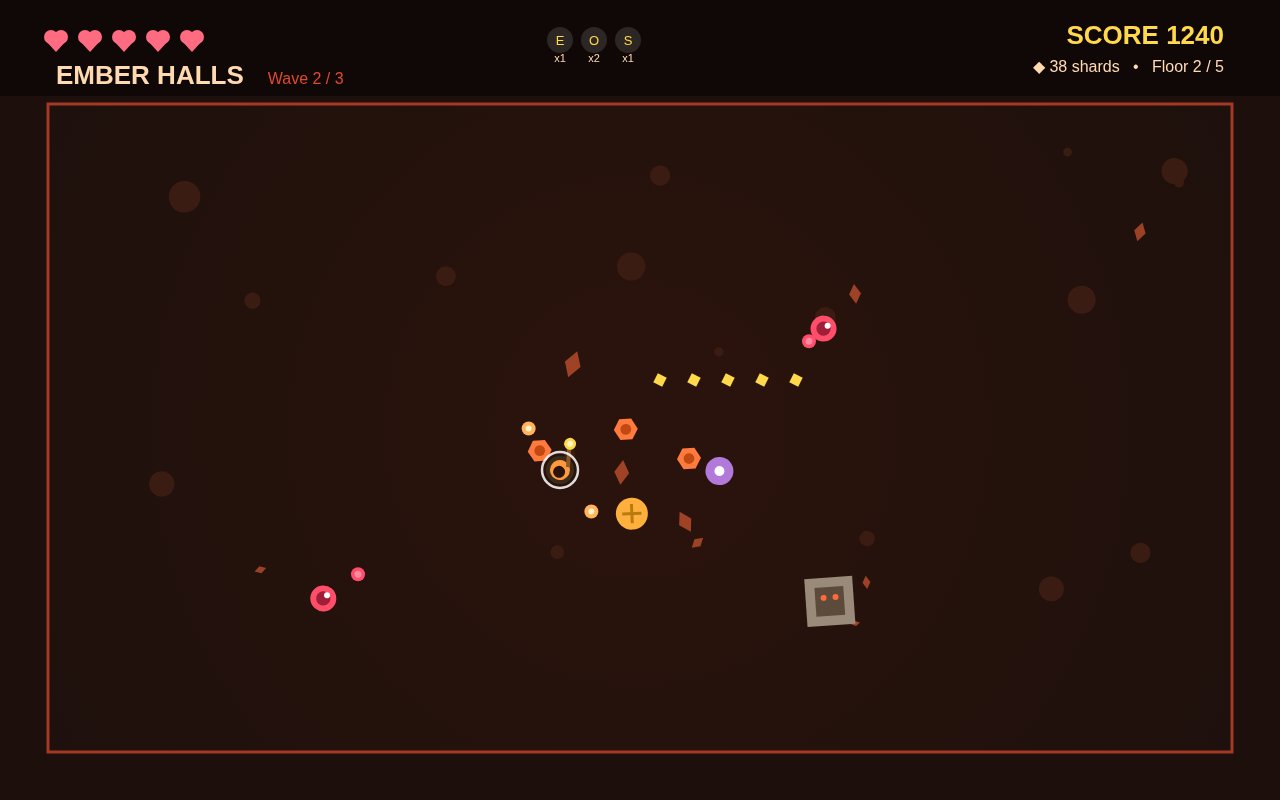 EMBER HALLS Wave 2 / 3
E O S
x1 x2 x1
SCORE 1240
◆ 38 shards • Floor 2 / 5